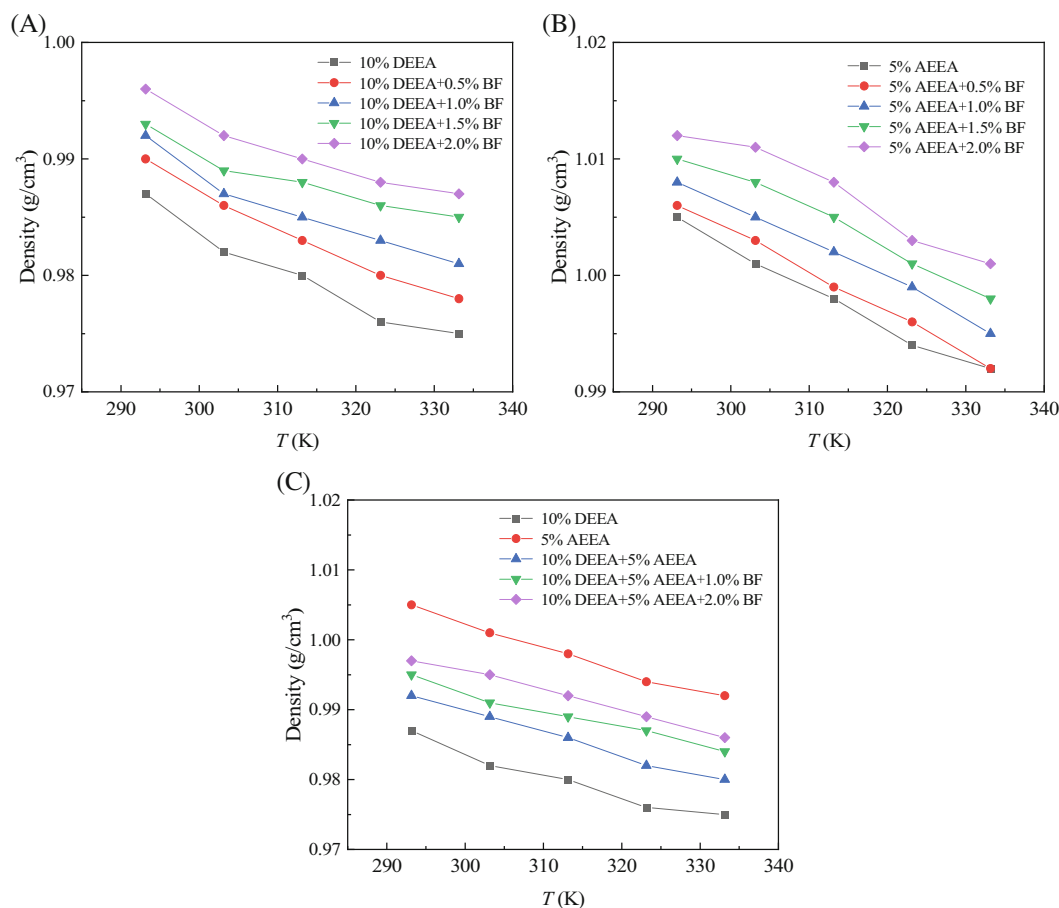 (A)
1.00
0.99
0.98
0.97
Density (g/cm³)
10% DEEA
10% DEEA+0.5% BF
10% DEEA+1.0% BF
10% DEEA+1.5% BF
10% DEEA+2.0% BF
290 300 310 320 330 340
T (K)
(B)
1.02
1.01
1.00
0.99
Density (g/cm³)
5% AEEA
5% AEEA+0.5% BF
5% AEEA+1.0% BF
5% AEEA+1.5% BF
5% AEEA+2.0% BF
290 300 310 320 330 340
T (K)
(C)
1.02
1.01
1.00
0.99
0.98
0.97
Density (g/cm³)
10% DEEA
5% AEEA
10% DEEA+5% AEEA
10% DEEA+5% AEEA+1.0% BF
10% DEEA+5% AEEA+2.0% BF
290 300 310 320 330 340
T (K)